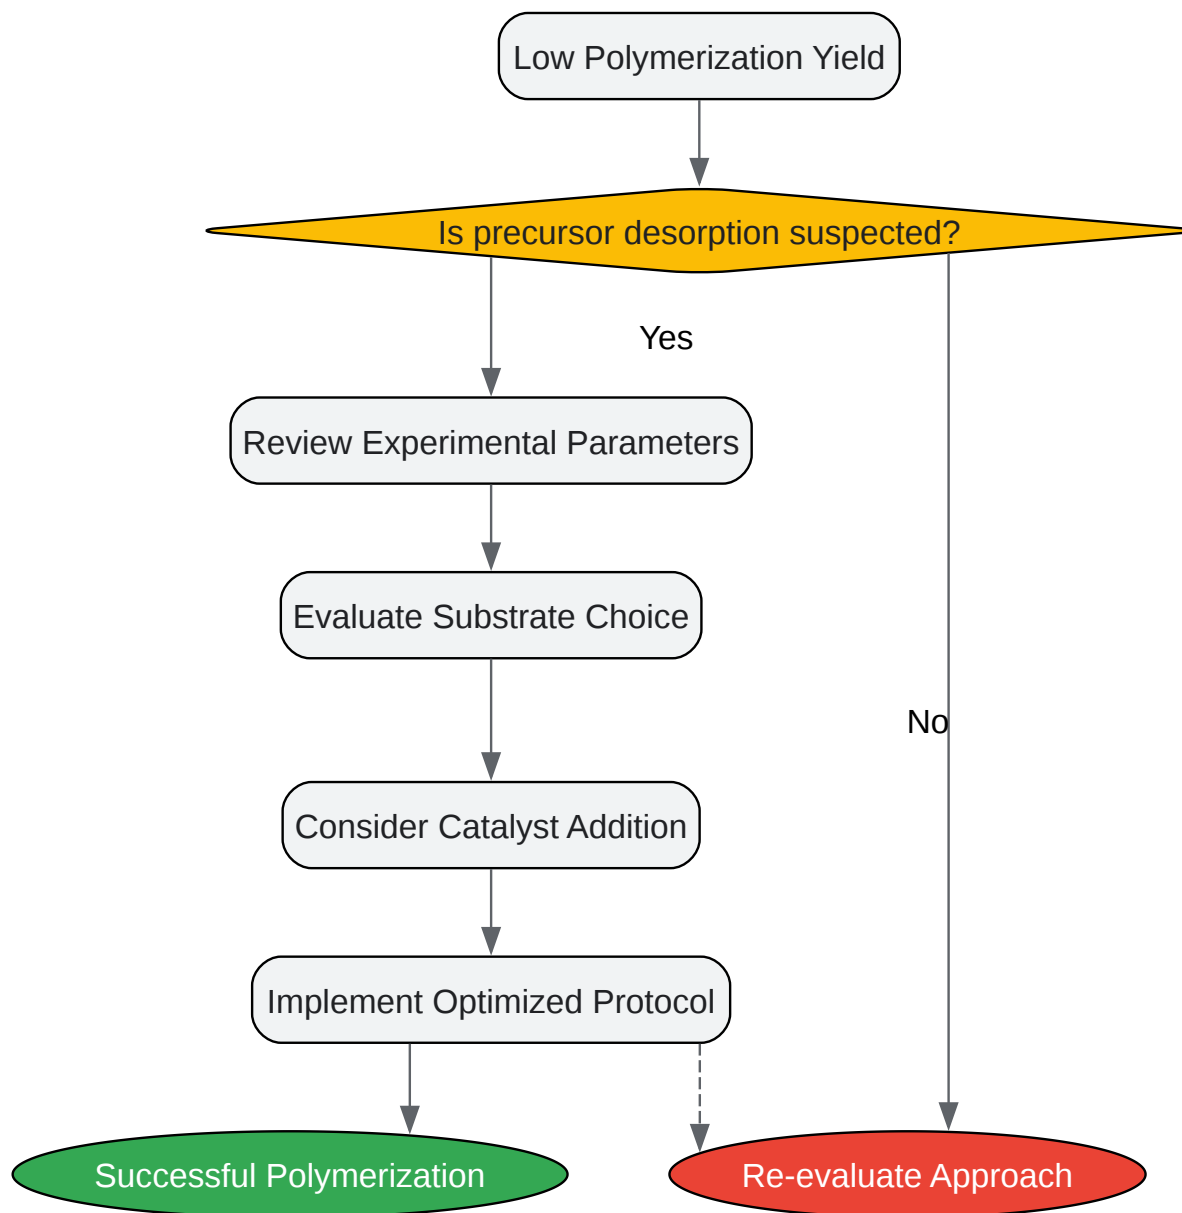 Low Polymerization Yield
Is precursor desorption suspected?
Yes
Review Experimental Parameters
Evaluate Substrate Choice
No
Consider Catalyst Addition
Implement Optimized Protocol
Successful Polymerization
Re-evaluate Approach